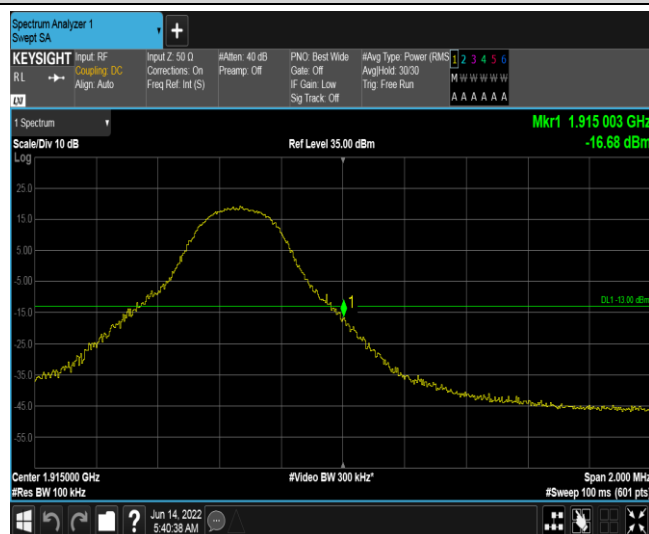 Spectrum Analyzer 1
Swept SA
KEYSIGHT
RL
LXI
Input: RF
Coupling: DC
Align: Auto
Input Z: 50 Ω
Corrections: On
Freq Ref: Int (S)
#Atten: 40 dB
Preamp: Off
PNO: Best Wide
Gate: Off
IF Gain: Low
Sig Track: Off
#Avg Type: Power (RMS
Avg|Hold: 30/30
Trig: Free Run
1 2 3 4 5 6
M W W W W W
A A A A A A
1 Spectrum
Mkr1 1.915 003 GHz
Scale/Div 10 dB
Ref Level 35.00 dBm
-16.68 dBm
Log
25.0
15.0
5.00
-5.00
1
DL1 -13.00 dBm
-15.0
-25.0
-35.0
-45.0
-55.0
Center 1.915000 GHz
#Video BW 300 kHz*
Span 2.000 MHz
#Res BW 100 kHz
#Sweep 100 ms (601 pts)
?
Jun 14, 2022
5:40:38 AM